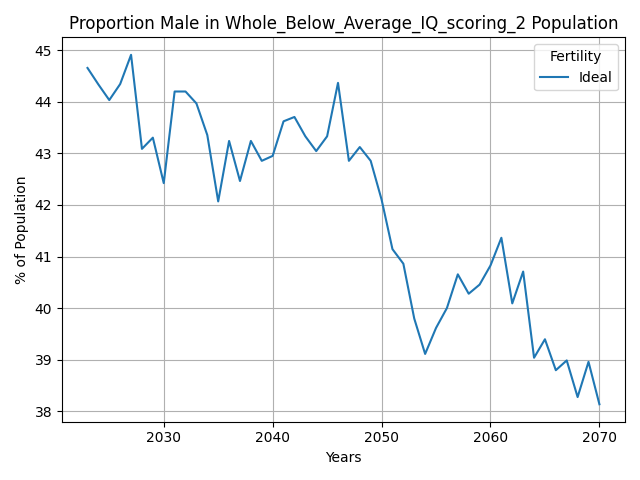 Proportion Male in Whole_Below_Average_IQ_scoring_2 Population
Fertility
Ideal
% of Population
45
44
43
42
41
40
39
38
2030
2040
2050
2060
2070
Years